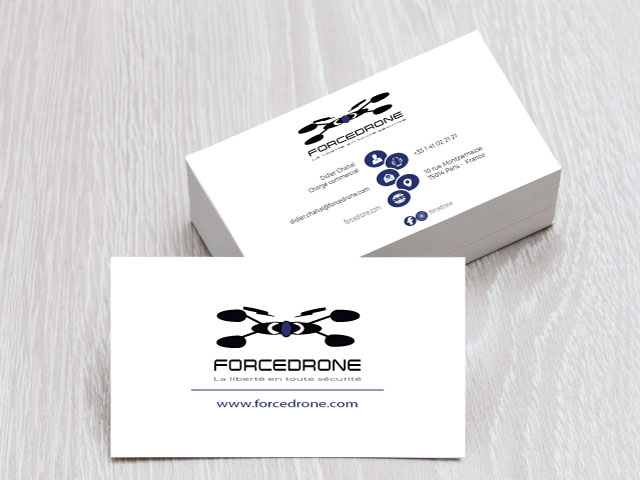 FORCEDRONE
La liberté en toute sécurité
Didier Chahal
Chargé commercial
+33 1 41 02 21 21
didier.chahal@forcedrone.com
10 rue Montparnasse
75014 Paris - France
forcedrone.com
forcedrone
FORCEDRONE
La liberté en toute sécurité
www.forcedrone.com